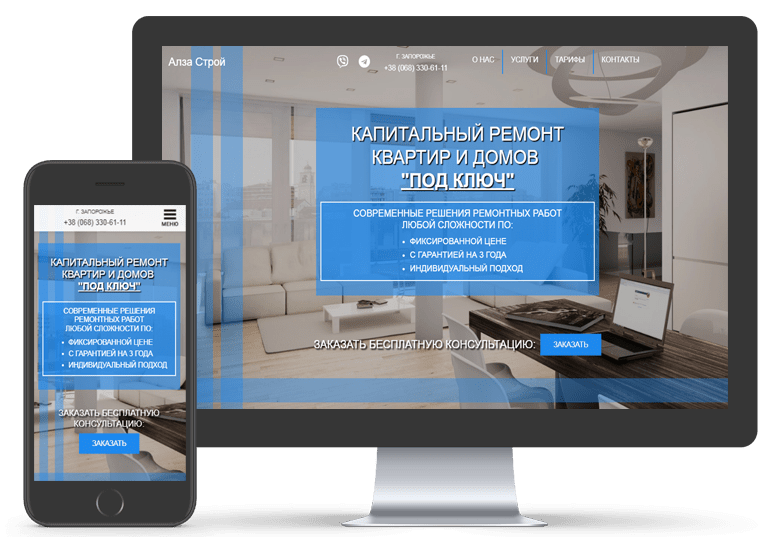 Алза Строй
Г. ЗАПОРОЖЬЕ
+38 (068) 330-61-11
О НАС
УСЛУГИ
ТАРИФЫ
КОНТАКТЫ
КАПИТАЛЬНЫЙ РЕМОНТ
КВАРТИР И ДОМОВ
"ПОД КЛЮЧ"
СОВРЕМЕННЫЕ РЕШЕНИЯ РЕМОНТНЫХ РАБОТ
ЛЮБОЙ СЛОЖНОСТИ ПО:
• ФИКСИРОВАННОЙ ЦЕНЕ
• С ГАРАНТИЕЙ НА 3 ГОДА
• ИНДИВИДУАЛЬНЫЙ ПОДХОД
ЗАКАЗАТЬ БЕСПЛАТНУЮ КОНСУЛЬТАЦИЮ:
ЗАКАЗАТЬ
Г. ЗАПОРОЖЬЕ
+38 (068) 330-61-11
МЕНЮ
КАПИТАЛЬНЫЙ РЕМОНТ
КВАРТИР И ДОМОВ
"ПОД КЛЮЧ"
СОВРЕМЕННЫЕ РЕШЕНИЯ
РЕМОНТНЫХ РАБОТ
ЛЮБОЙ СЛОЖНОСТИ ПО:
• ФИКСИРОВАННОЙ ЦЕНЕ
• С ГАРАНТИЕЙ НА 3 ГОДА
• ИНДИВИДУАЛЬНЫЙ ПОДХОД
ЗАКАЗАТЬ БЕСПЛАТНУЮ
КОНСУЛЬТАЦИЮ:
ЗАКАЗАТЬ